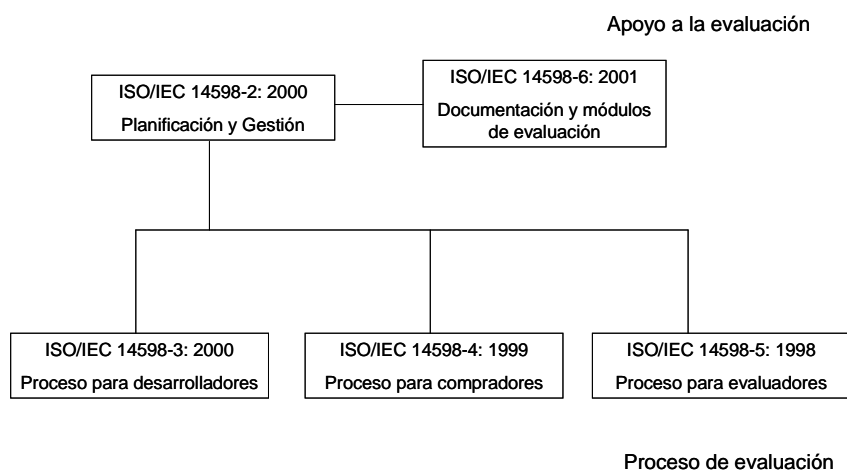 Apoyo a la evaluación
ISO/IEC 14598-2: 2000
Planificación y Gestión
ISO/IEC 14598-6: 2001
Documentación y módulos
de evaluación
ISO/IEC 14598-3: 2000
Proceso para desarrolladores
ISO/IEC 14598-4: 1999
Proceso para compradores
ISO/IEC 14598-5: 1998
Proceso para evaluadores
Proceso de evaluación